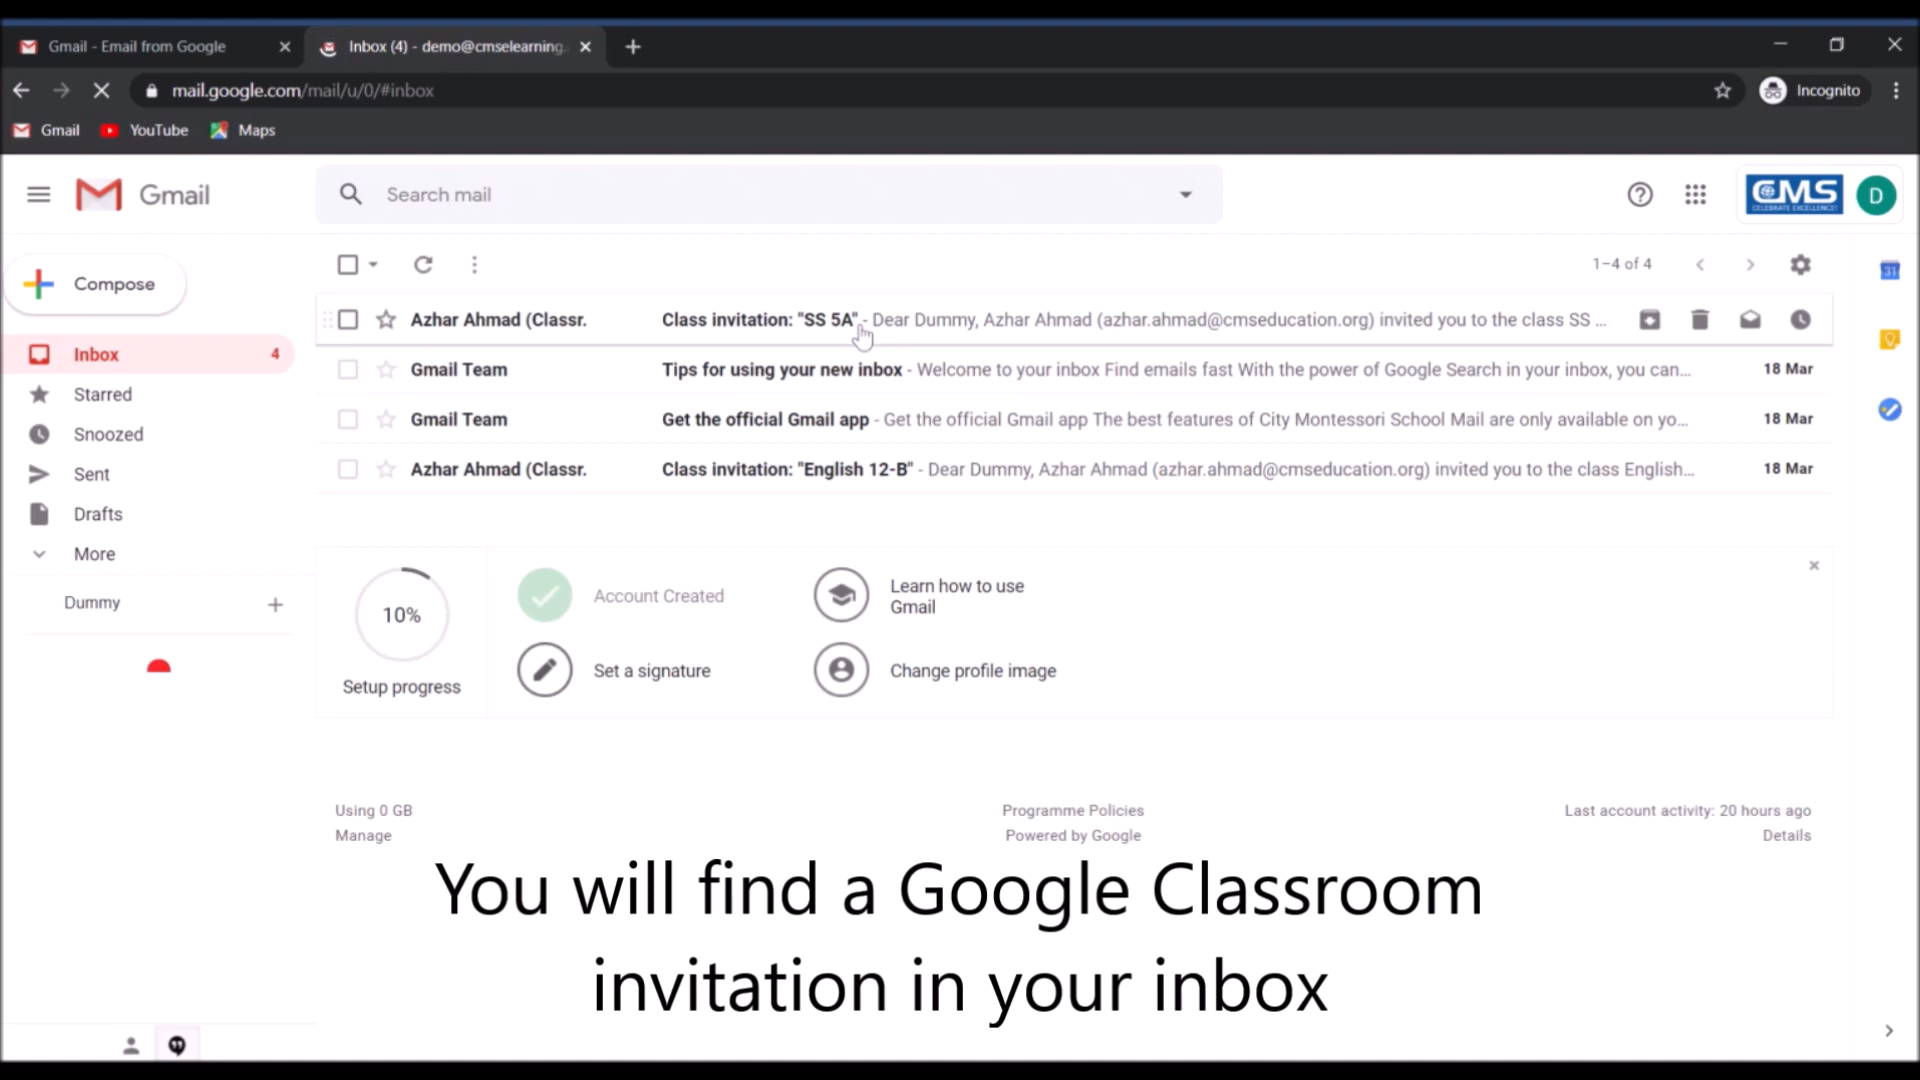 Gmail - Email from Google
Inbox (4) - demo@cmselearning.
mail.google.com/mail/u/0/#inbox
Incognito
Gmail
YouTube
Maps
Gmail
Search mail
CMS
CELEBRATE EXCELLENCE!
D
Compose
1–4 of 4
31
Inbox 4
Starred
Snoozed
Sent
Drafts
More
Dummy
Azhar Ahmad (Classr. Class invitation: "SS 5A" - Dear Dummy, Azhar Ahmad (azhar.ahmad@cmseducation.org) invited you to the class SS ...
Gmail Team Tips for using your new inbox - Welcome to your inbox Find emails fast With the power of Google Search in your inbox, you can... 18 Mar
Gmail Team Get the official Gmail app - Get the official Gmail app The best features of City Montessori School Mail are only available on yo... 18 Mar
Azhar Ahmad (Classr. Class invitation: "English 12-B" - Dear Dummy, Azhar Ahmad (azhar.ahmad@cmseducation.org) invited you to the class English... 18 Mar
10%
Setup progress
Account Created
Learn how to use
Gmail
Set a signature
Change profile image
Using 0 GB
Manage
Programme Policies
Powered by Google
Last account activity: 20 hours ago
Details
You will find a Google Classroom
invitation in your inbox